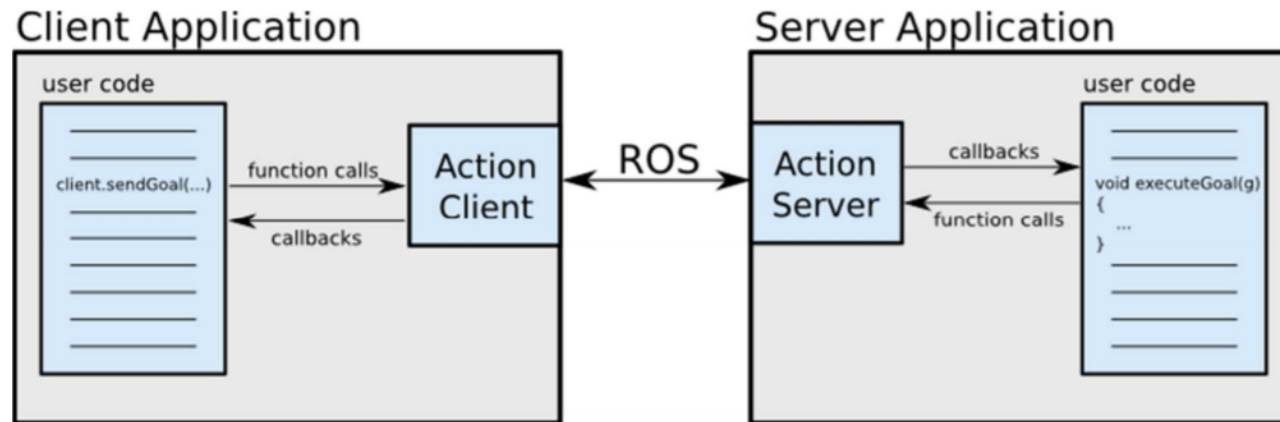 Client Application
Server Application
user code
client.sendGoal(...)
function calls
callbacks
Action
Client
ROS
Action
Server
callbacks
function calls
user code
void executeGoal(g)
{
...
}